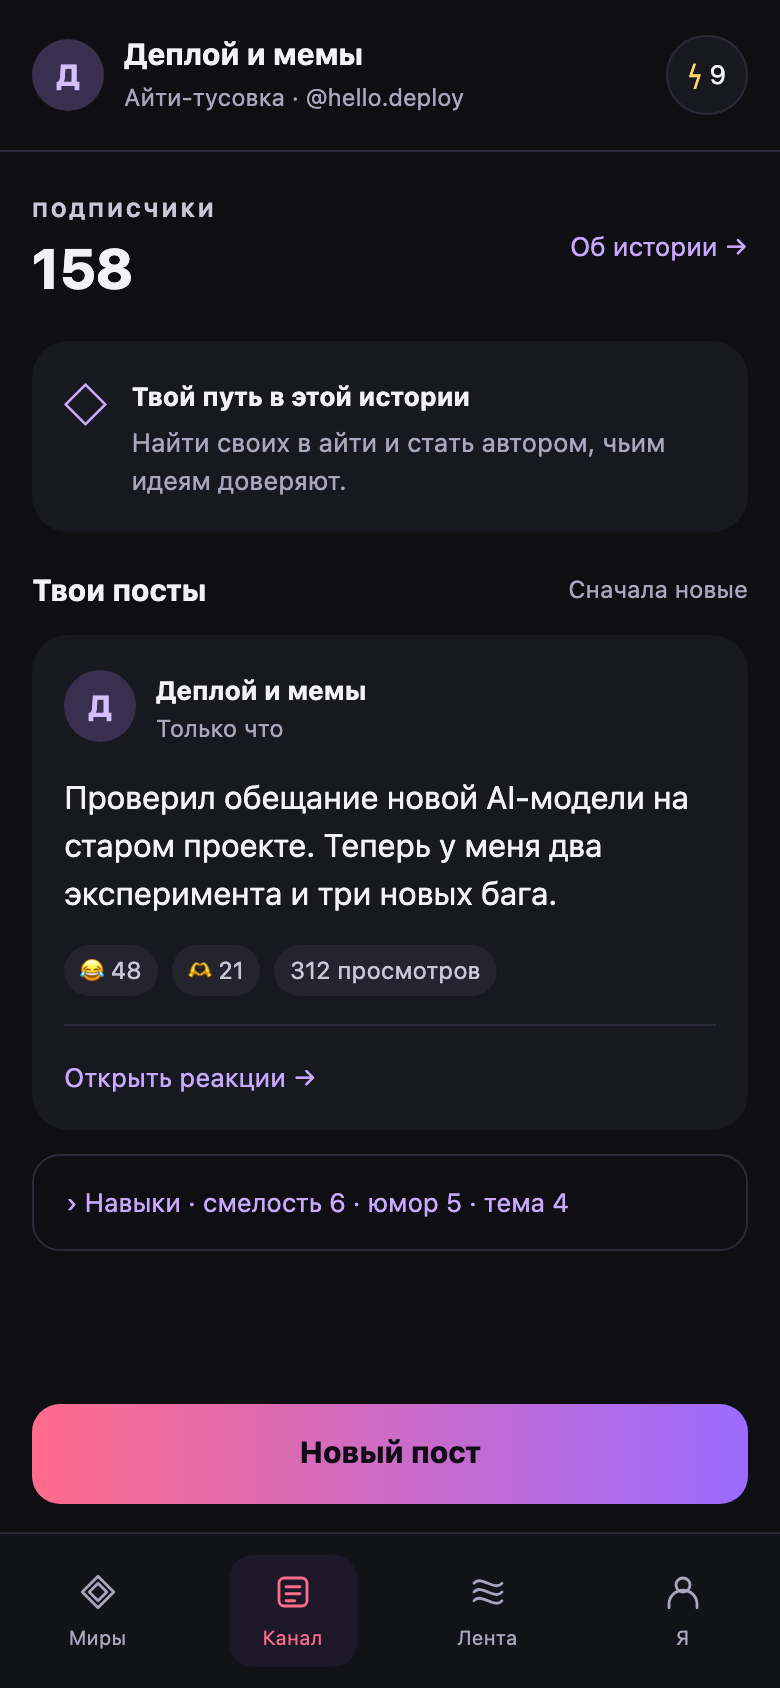 Д
Деплой и мемы
Айти-тусовка · @hello.deploy
9
подписчики
158
Об истории →
Твой путь в этой истории
Найти своих в айти и стать автором, чьим
идеям доверяют.
Твои посты
Сначала новые
Д
Деплой и мемы
Только что
Проверил обещание новой AI-модели на
старом проекте. Теперь у меня два
эксперимента и три новых бага.
😂 48 🫶 21 312 просмотров
Открыть реакции →
› Навыки · смелость 6 · юмор 5 · тема 4
Новый пост
Миры Канал Лента Я